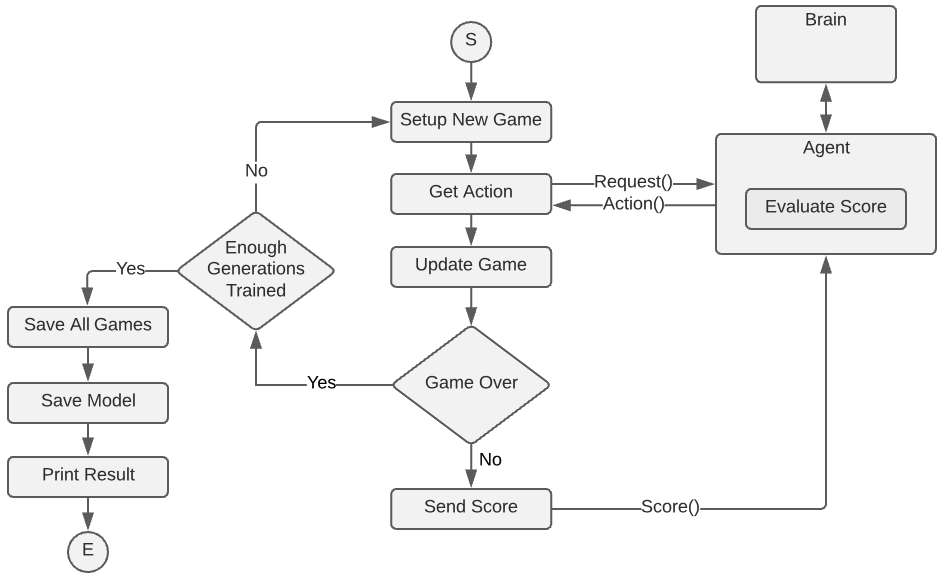 S
Brain
Setup New Game
Agent
No
Get Action
Request()
Action()
Evaluate Score
Enough
Generations
Trained
Yes
Update Game
Save All Games
Game Over
Yes
Save Model
No
Print Result
Send Score
Score()
E